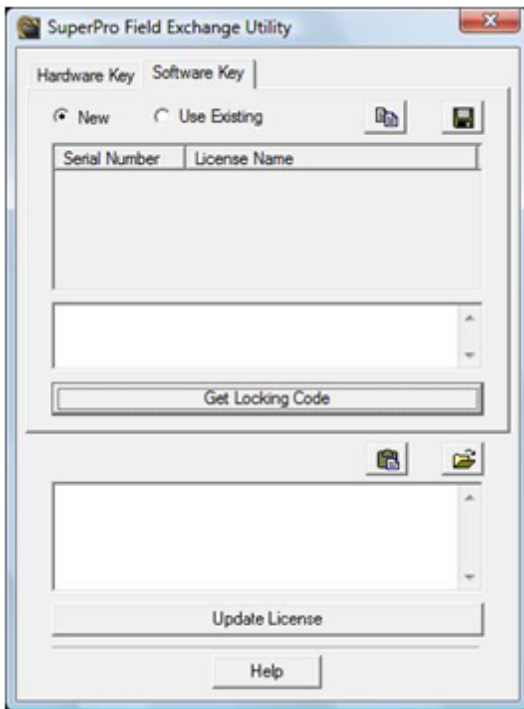 SuperPro Field Exchange Utility
Hardware Key Software Key
New Use Existing
Serial Number License Name
Get Locking Code
Update License
Help